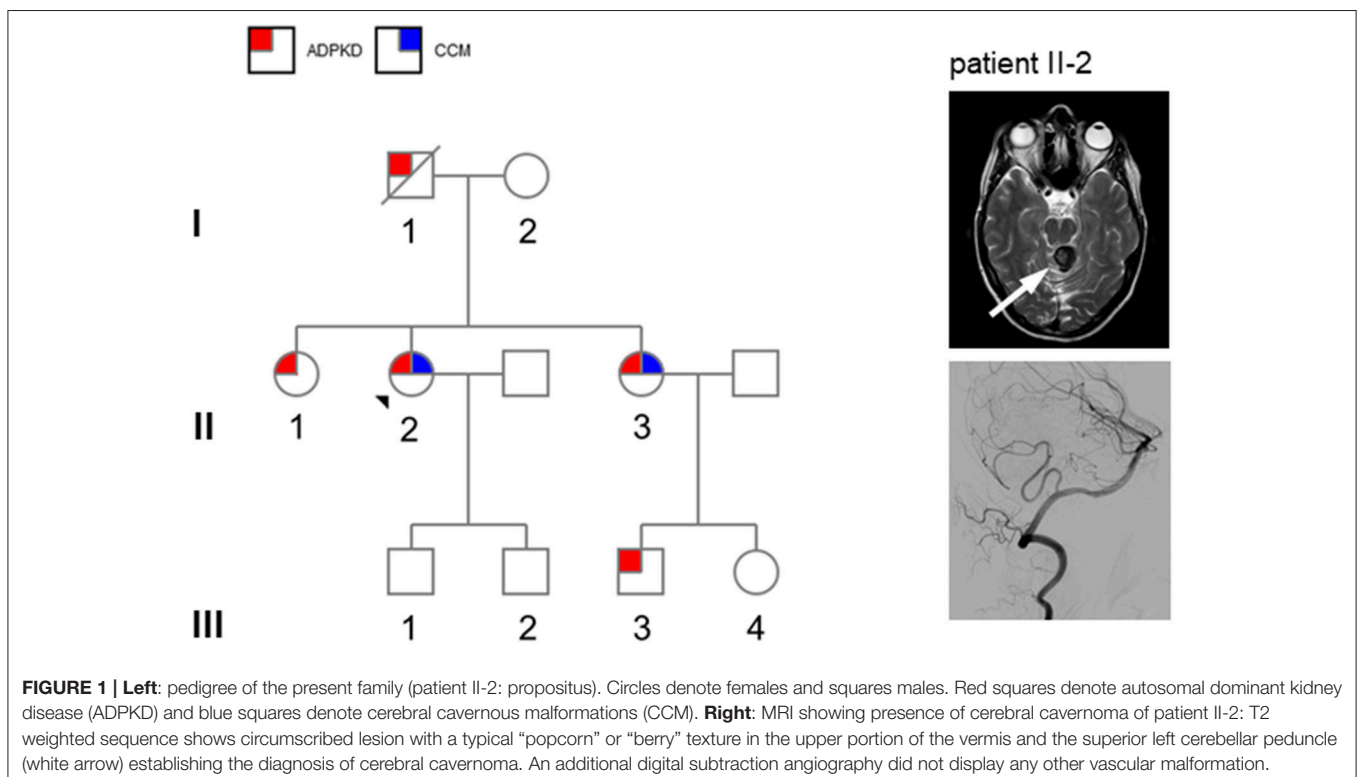 ADPKD CCM
patient II-2
I
1 2
II
1 2 3
III
1 2 3 4
FIGURE 1 | Left: pedigree of the present family (patient II-2: propositus). Circles denote females and squares males. Red squares denote autosomal dominant kidney
disease (ADPKD) and blue squares denote cerebral cavernous malformations (CCM). Right: MRI showing presence of cerebral cavernoma of patient II-2: T2
weighted sequence shows circumscribed lesion with a typical “popcorn” or “berry” texture in the upper portion of the vermis and the superior left cerebellar peduncle
(white arrow) establishing the diagnosis of cerebral cavernoma. An additional digital subtraction angiography did not display any other vascular malformation.